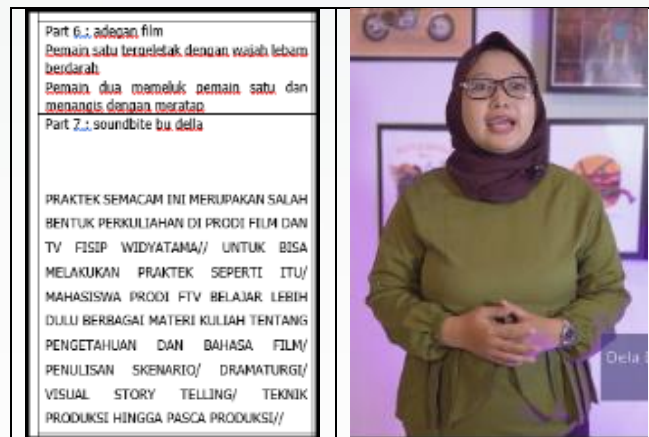 Part 6 : adegan film
Pemain satu tergeletak dengan wajah lebam
berdarah
Pemain dua memeluk pemain satu dan
menangis dengan meratap
Part 7 : soundbite bu della
PRAKTEK SEMACAM INI MERUPAKAN SALAH
BENTUK PERKULIAHAN DI PRODI FILM DAN
TV FISIP WIDYATAMA// UNTUK BISA
MELAKUKAN PRAKTEK SEPERTI ITU/
MAHASISWA PRODI FTV BELAJAR LEBIH
DULU BERBAGAI MATERI KULIAH TENTANG
PENGETAHUAN DAN BAHASA FILM/
PENULISAN SKENARIO/ DRAMATURGI/
VISUAL STORY TELLING/ TEKNIK
PRODUKSI HINGGA PASCA PRODUKSI//
Dela